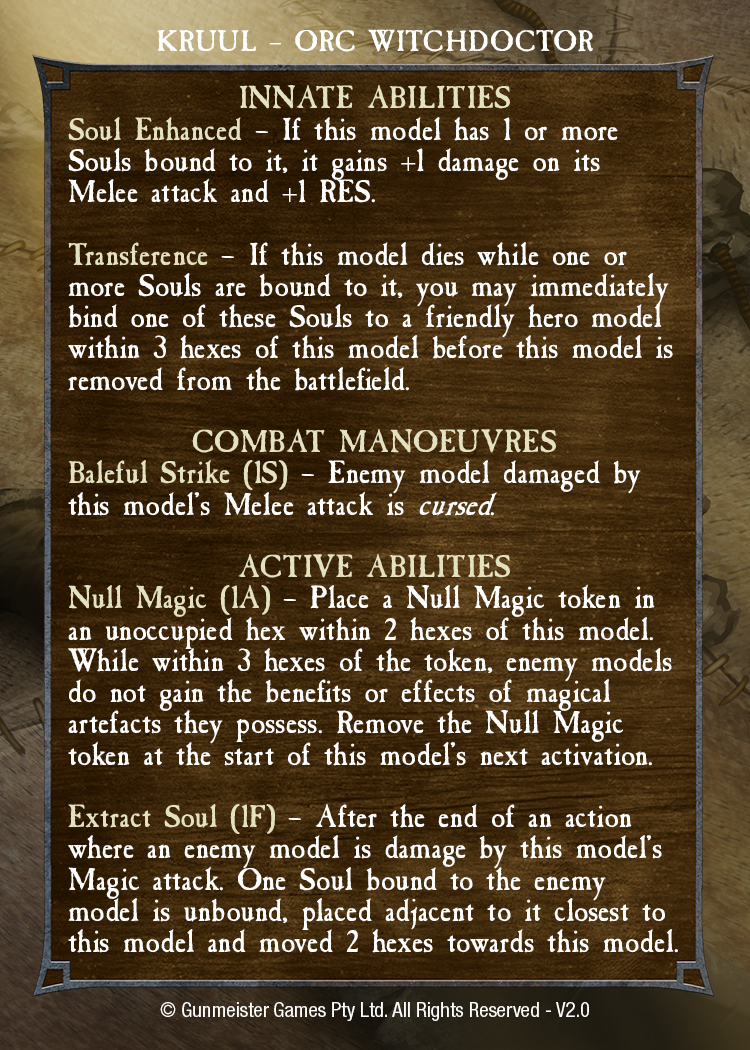 KRUUL – ORC WITCHDOCTOR
INNATE ABILITIES
Soul Enhanced – If this model has 1 or more
Souls bound to it, it gains +1 damage on its
Melee attack and +1 RES.
Transference – If this model dies while one or
more Souls are bound to it, you may immediately
bind one of these Souls to a friendly hero model
within 3 hexes of this model before this model is
removed from the battlefield.
COMBAT MANOEUVRES
Baleful Strike (1S) – Enemy model damaged by
this model's Melee attack is cursed.
ACTIVE ABILITIES
Null Magic (1A) – Place a Null Magic token in
an unoccupied hex within 2 hexes of this model.
While within 3 hexes of the token, enemy models
do not gain the benefits or effects of magical
artefacts they possess. Remove the Null Magic
token at the start of this model's next activation.
Extract Soul (1F) – After the end of an action
where an enemy model is damage by this model's
Magic attack. One Soul bound to the enemy
model is unbound, placed adjacent to it closest to
this model and moved 2 hexes towards this model.
© Gunmeister Games Pty Ltd. All Rights Reserved - V2.0